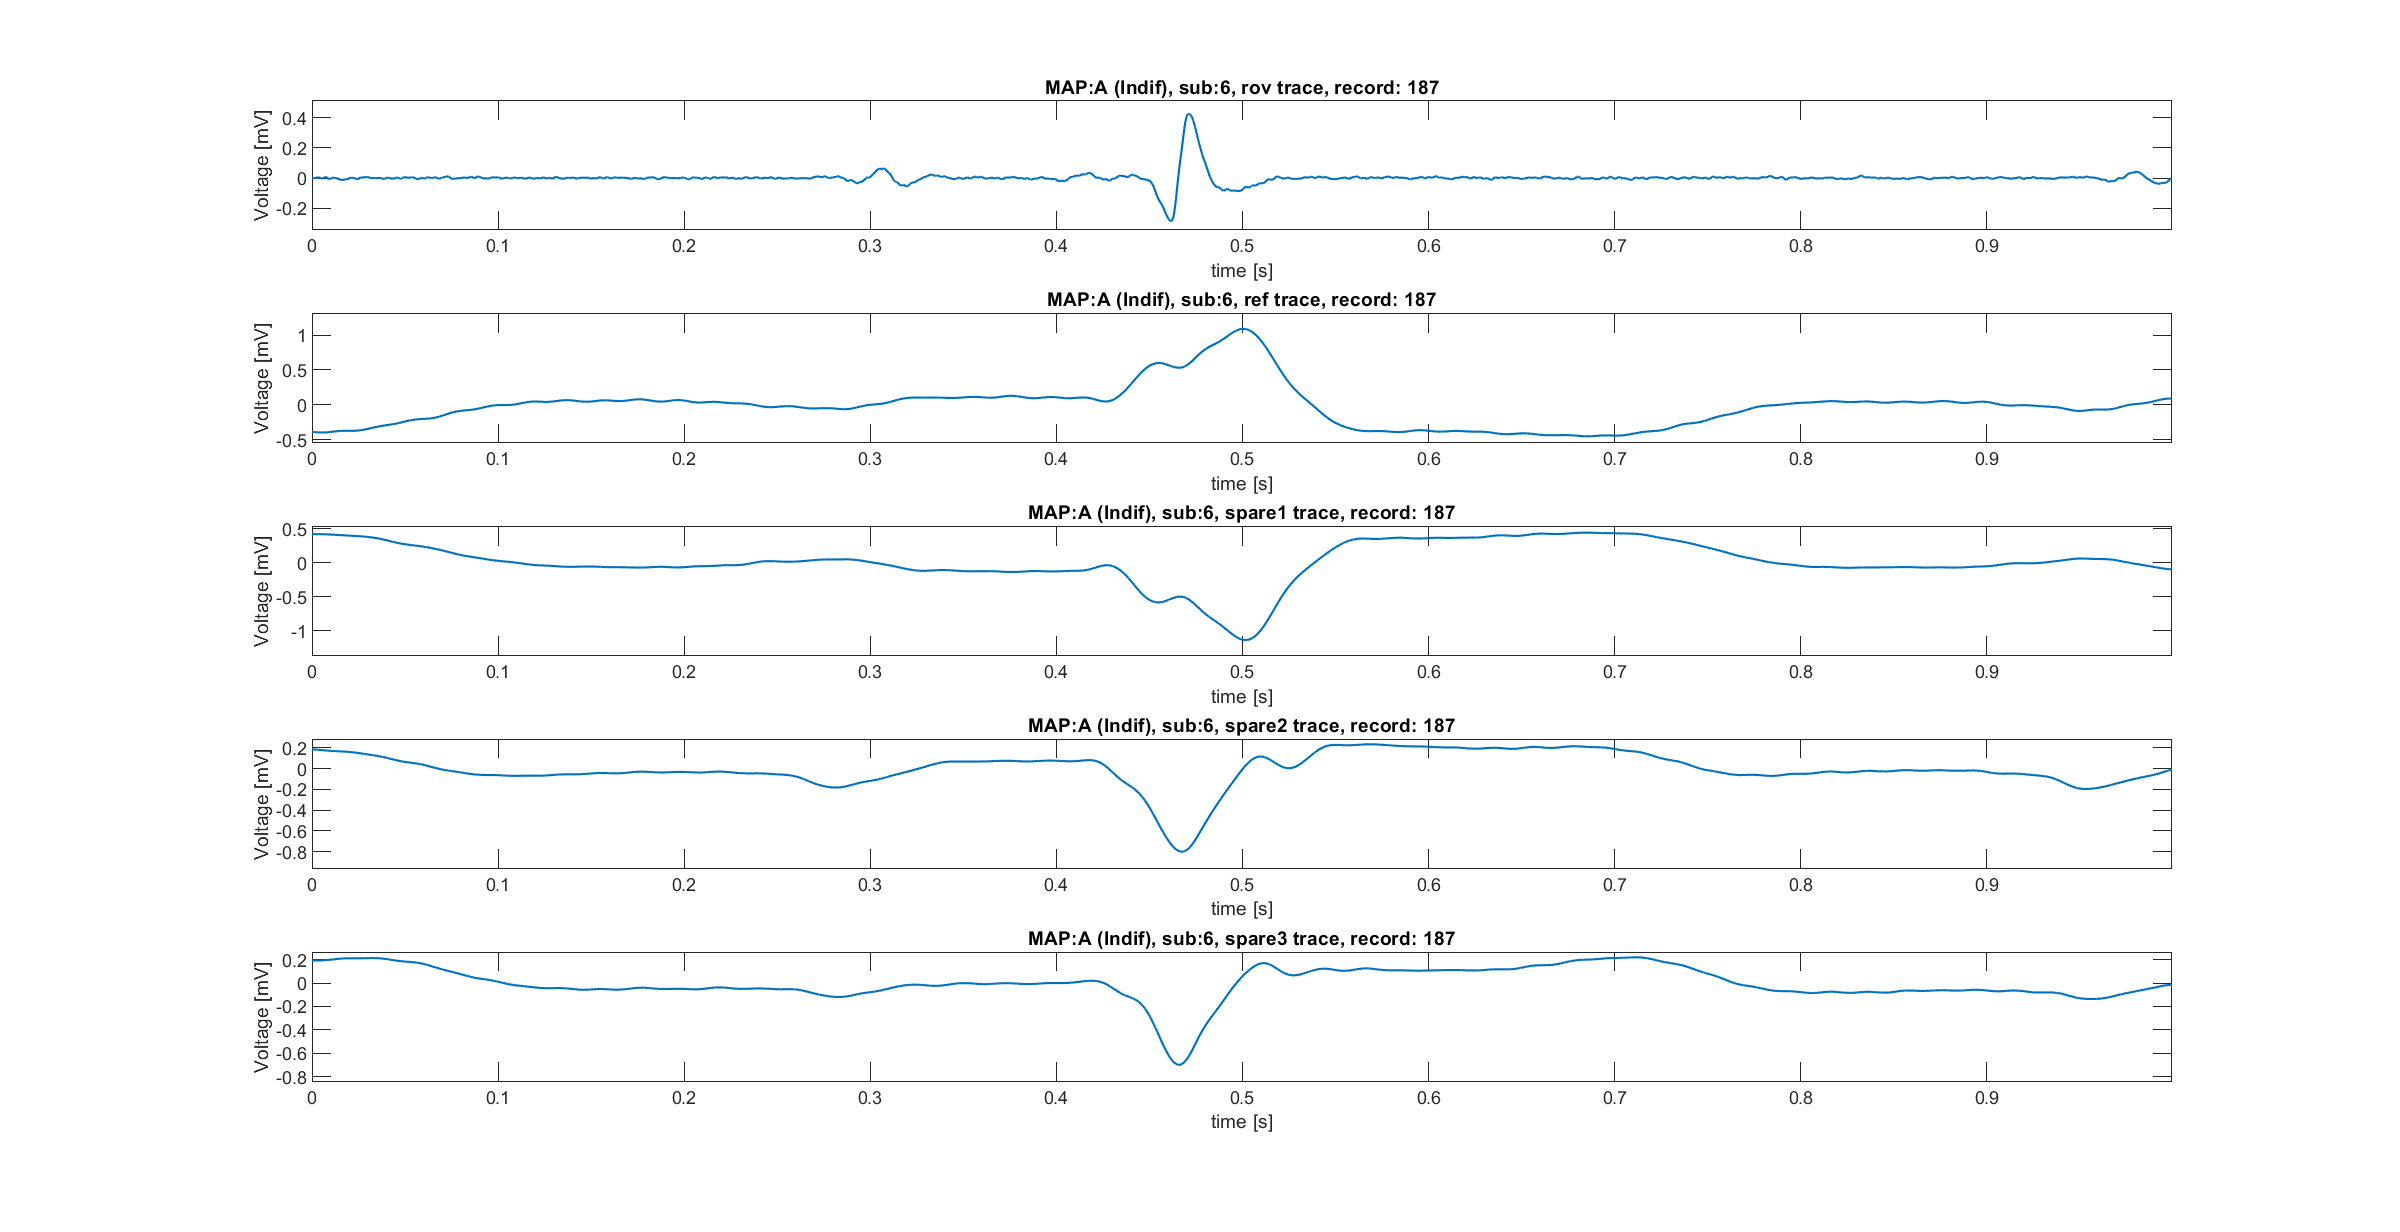 MAP:A (Indif), sub:6, rov trace, record: 187
Voltage [mV]
0.4
0.2
0
-0.2
0 0.1 0.2 0.3 0.4 0.5 0.6 0.7 0.8 0.9
time [s]
MAP:A (Indif), sub:6, ref trace, record: 187
Voltage [mV]
1
0.5
0
-0.5
0 0.1 0.2 0.3 0.4 0.5 0.6 0.7 0.8 0.9
time [s]
MAP:A (Indif), sub:6, spare1 trace, record: 187
Voltage [mV]
0.5
0
-0.5
-1
0 0.1 0.2 0.3 0.4 0.5 0.6 0.7 0.8 0.9
time [s]
MAP:A (Indif), sub:6, spare2 trace, record: 187
Voltage [mV]
0.2
0
-0.2
-0.4
-0.6
-0.8
0 0.1 0.2 0.3 0.4 0.5 0.6 0.7 0.8 0.9
time [s]
MAP:A (Indif), sub:6, spare3 trace, record: 187
Voltage [mV]
0.2
0
-0.2
-0.4
-0.6
-0.8
0 0.1 0.2 0.3 0.4 0.5 0.6 0.7 0.8 0.9
time [s]